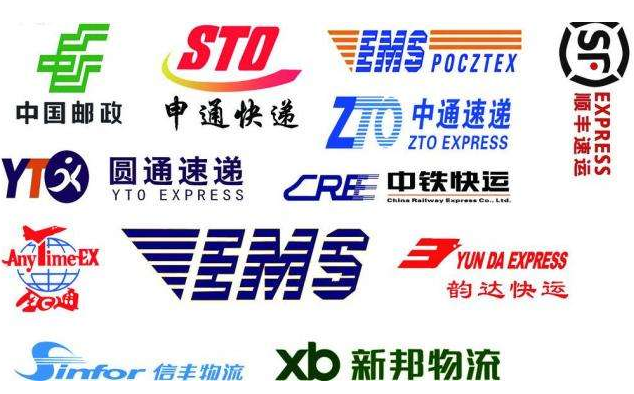 中国邮政
STO
申通快递
EMS POCZTEX
ZTO 中通速递
ZTO EXPRESS
SF
EXPRESS
顺丰速运
YTO 圆通速递
YTO EXPRESS
CRE 中铁快运
China Railway Express Co., Ltd.
AnyTime-EX
EMS
YUN DA EXPRESS
韵达快运
Sinfor 信丰物流
xb 新邦物流